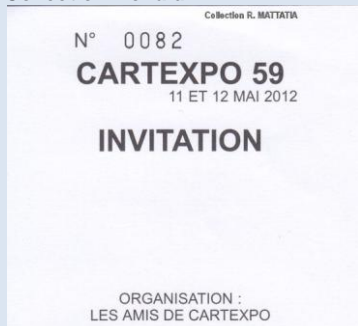 Collection R. MATTATIA
N° 0082
CARTEXPO 59
11 ET 12 MAI 2012
INVITATION
ORGANISATION :
LES AMIS DE CARTEXPO